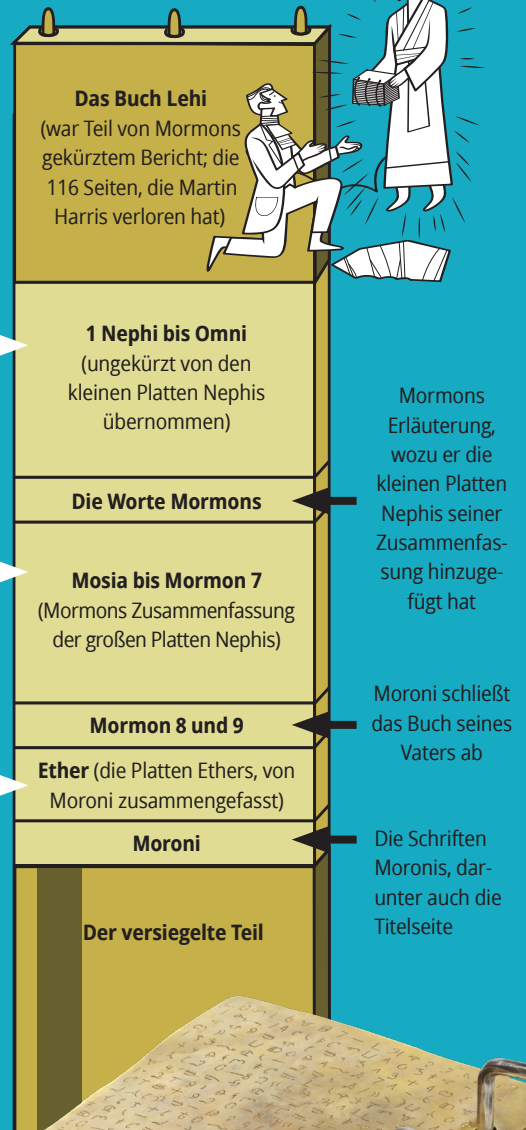 Das Buch Lehi
(war Teil von Mormons
gekürztem Bericht; die
116 Seiten, die Martin
Harris verloren hat)
1 Nephi bis Omni
(ungekürzt von den
kleinen Platten Nephis
übernommen)
Die Worte Mormons
Mormons
Erläuterung,
wozu er die
kleinen Platten
Nephis seiner
Zusammenfas-
sung hinzuge-
fügt hat
Mosia bis Mormon 7
(Mormons Zusammenfassung
der großen Platten Nephis)
Mormon 8 und 9
Moroni schließt
das Buch seines
Vaters ab
Ether (die Platten Ethers, von
Moroni zusammengefasst)
Moroni
Die Schriften
Moronis, dar-
unter auch die
Titelseite
Der versiegelte Teil